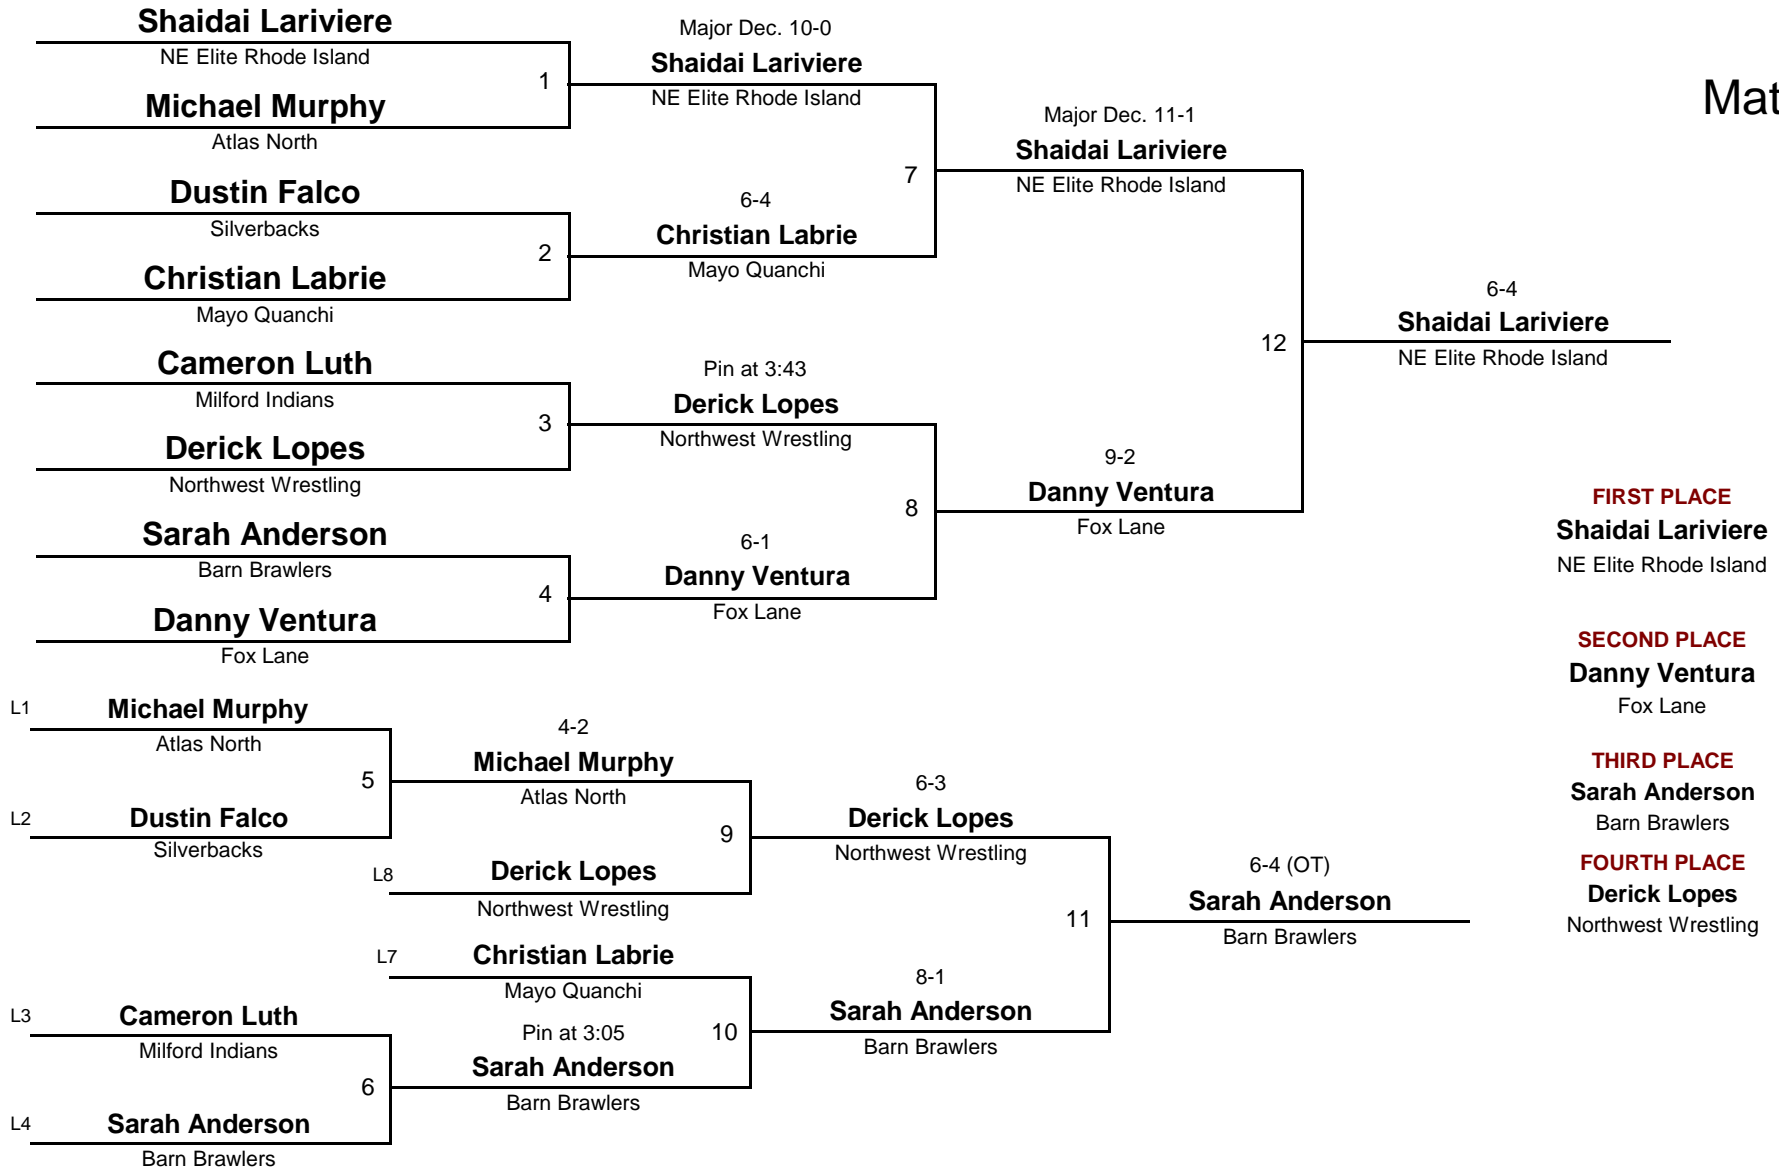 Shaidai Lariviere
NE Elite Rhode Island
1
Michael Murphy
Atlas North
Dustin Falco
Silverbacks
2
Christian Labrie
Mayo Quanchi
Cameron Luth
Milford Indians
3
Derick Lopes
Northwest Wrestling
Sarah Anderson
Barn Brawlers
4
Danny Ventura
Fox Lane
Major Dec. 10-0
Shaidai Lariviere
NE Elite Rhode Island
7
6-4
Christian Labrie
Mayo Quanchi
Pin at 3:43
Derick Lopes
Northwest Wrestling
8
6-1
Danny Ventura
Fox Lane
Major Dec. 11-1
Shaidai Lariviere
NE Elite Rhode Island
12
9-2
Danny Ventura
Fox Lane
6-4
Shaidai Lariviere
NE Elite Rhode Island
Mat
FIRST PLACE
Shaidai Lariviere
NE Elite Rhode Island
SECOND PLACE
Danny Ventura
Fox Lane
THIRD PLACE
Sarah Anderson
Barn Brawlers
FOURTH PLACE
Derick Lopes
Northwest Wrestling
L1 Michael Murphy
Atlas North
5
L2 Dustin Falco
Silverbacks
L3 Cameron Luth
Milford Indians
6
L4 Sarah Anderson
Barn Brawlers
4-2
Michael Murphy
Atlas North
9
L8 Derick Lopes
Northwest Wrestling
L7 Christian Labrie
Mayo Quanchi
10
Pin at 3:05
Sarah Anderson
Barn Brawlers
6-3
Derick Lopes
Northwest Wrestling
11
8-1
Sarah Anderson
Barn Brawlers
6-4 (OT)
Sarah Anderson
Barn Brawlers